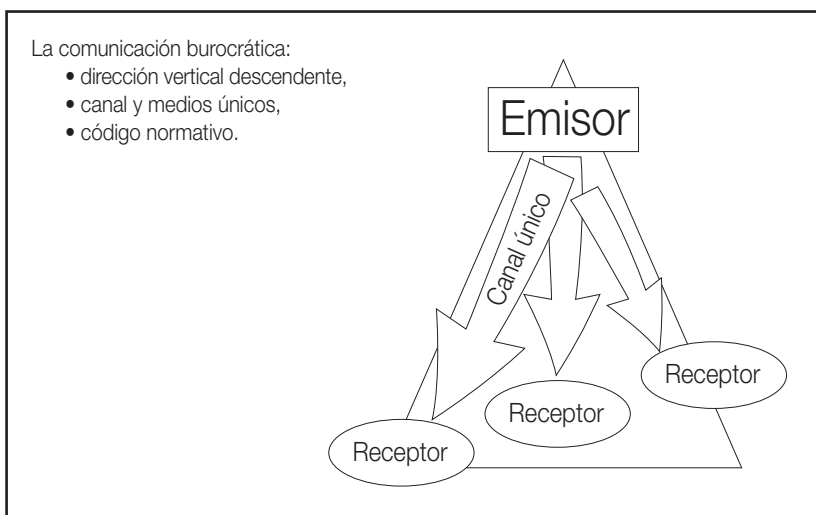 La comunicación burocrática:
• dirección vertical descendente,
• canal y medios únicos,
• código normativo.
Emisor
Canal único
Receptor
Receptor
Receptor